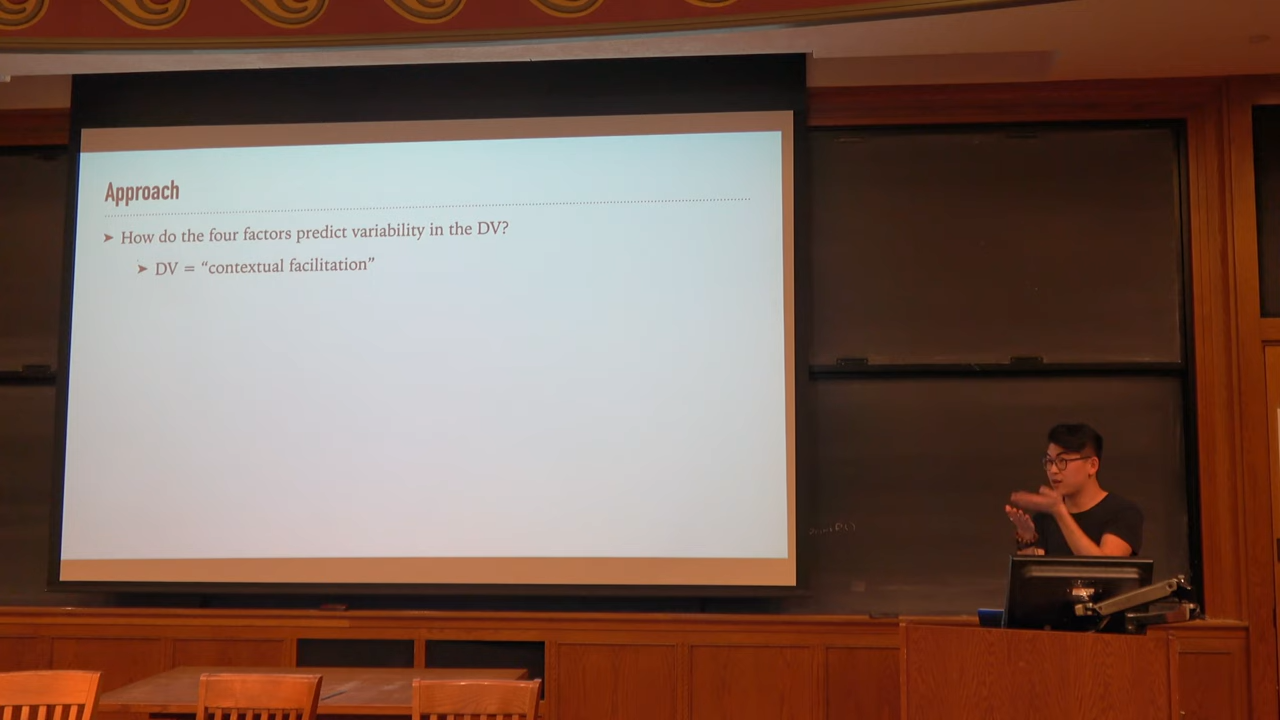 Approach
➤ How do the four factors predict variability in the DV?
➤ DV = “contextual facilitation”